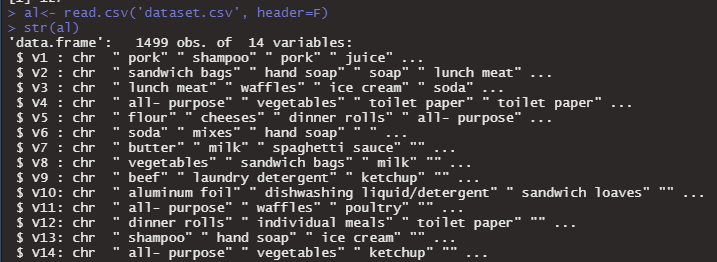 > al<- read.csv('dataset.csv', header=F)
> str(al)
'data.frame':   1499 obs. of  14 variables:
 $ V1 : chr  " pork" " shampoo" " pork" " juice" ...
 $ V2 : chr  " sandwich bags" " hand soap" " soap" " lunch meat" ...
 $ V3 : chr  " lunch meat" " waffles" " ice cream" " soda" ...
 $ V4 : chr  " all- purpose" " vegetables" " toilet paper" " toilet paper" ...
 $ V5 : chr  " flour" " cheeses" " dinner rolls" " all- purpose" ...
 $ V6 : chr  " soda" " mixes" " hand soap" " " ...
 $ V7 : chr  " butter" " milk" " spaghetti sauce" "" ...
 $ V8 : chr  " vegetables" " sandwich bags" " milk" "" ...
 $ V9 : chr  " beef" " laundry detergent" " ketchup" "" ...
 $ V10: chr  " aluminum foil" " dishwashing liquid/detergent" " sandwich loaves" "" ...
 $ V11: chr  " all- purpose" " waffles" " poultry" "" ...
 $ V12: chr  " dinner rolls" " individual meals" " toilet paper" "" ...
 $ V13: chr  " shampoo" " hand soap" " ice cream" "" ...
 $ V14: chr  " all- purpose" " vegetables" " ketchup" "" ...